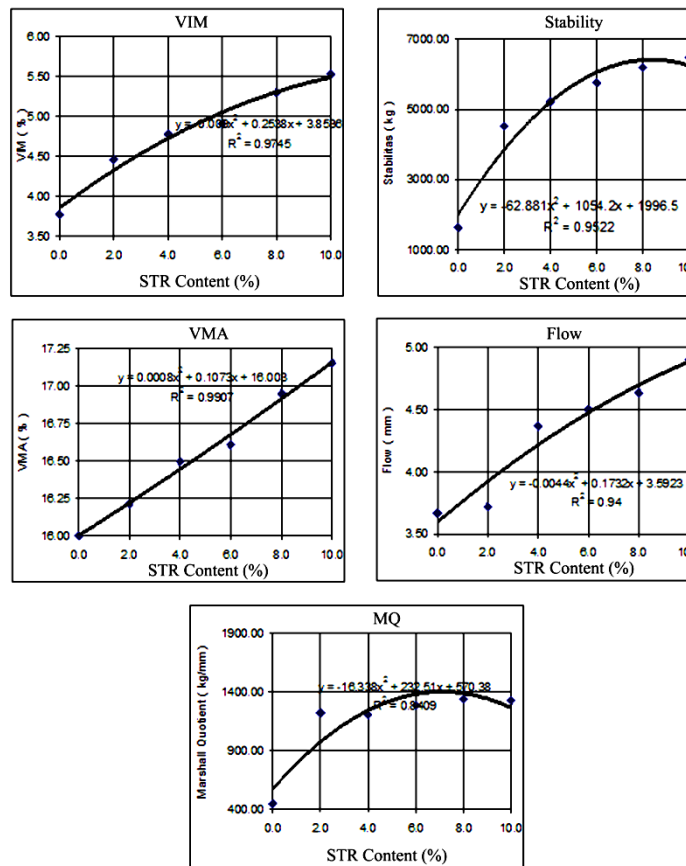 VIM
6.00
5.50
5.00
4.50
4.00
3.50
VIM ( % )
+ 0.2538x + 3.8586
R² = 0.9745
0.0 2.0 4.0 6.0 8.0 10.0
STR Content (%)
Stability
7000.00
5000.00
3000.00
1000.00
Stabilitas ( kg )
y = -62.881x² + 1054.2x + 1996.5
R² = 0.9522
0.0 2.0 4.0 6.0 8.0 10.
STR Content (%)
VMA
17.25
17.00
16.75
16.50
16.25
16.00
VMA ( % )
y = 0.0008x² + 0.1073x + 16.003
R² = 0.9907
0.0 2.0 4.0 6.0 8.0 10.0
STR Content (%)
Flow
5.00
4.50
4.00
3.50
Flow ( mm )
y = -0.0044x² + 0.1732x + 3.5923
R² = 0.94
0.0 2.0 4.0 6.0 8.0 10.
STR Content (%)
MQ
1900.00
1400.00
900.00
400.00
Marshall Quotient ( kg/mm )
y = -16.338x² + 232.51x + 570.38
R² = 0.8409
0.0 2.0 4.0 6.0 8.0 10.0
STR Content (%)